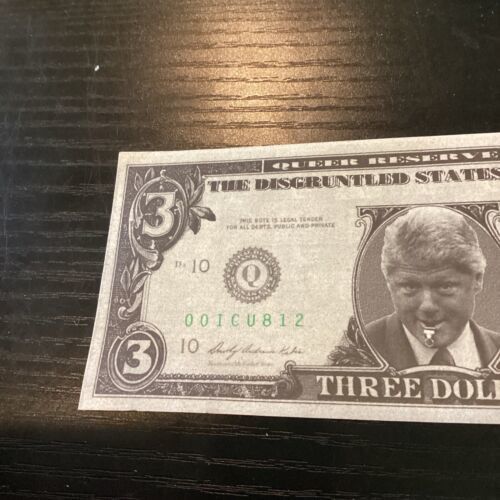 QUEER RESERVE
THE DISGRUNTLED STATES
3
THIS NOTE IS LEGAL TENDER
FOR ALL DEBTS, PUBLIC AND PRIVATE
10
Q
OOICU812
10
3
THREE DOL